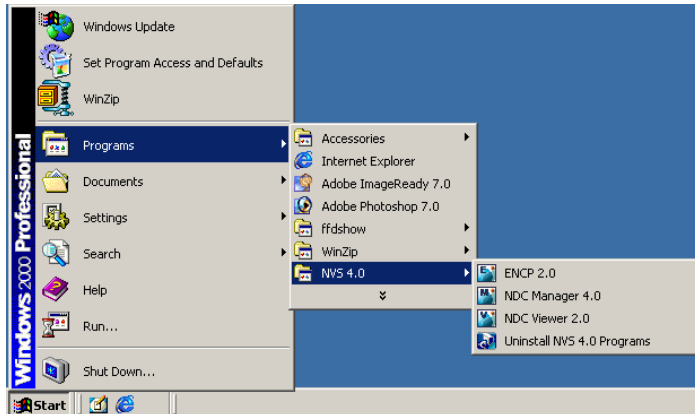 Windows Update
Set Program Access and Defaults
WinZip
Programs
Documents
Settings
Search
Help
Run...
Shut Down...
Windows 2000 Professional
Accessories
Internet Explorer
Adobe ImageReady 7.0
Adobe Photoshop 7.0
ffdshow
WinZip
NVS 4.0
ENCP 2.0
NDC Manager 4.0
NDC Viewer 2.0
Uninstall NVS 4.0 Programs
Start